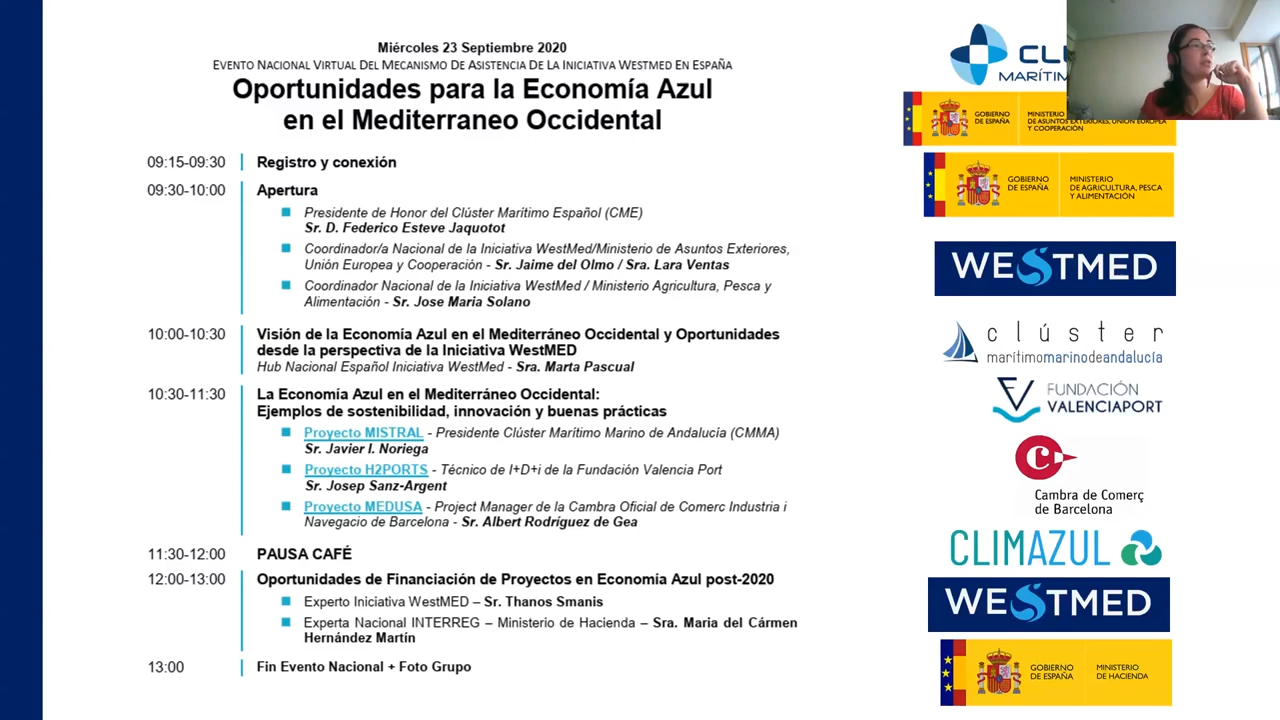 Miércoles 23 Septiembre 2020
EVENTO NACIONAL VIRTUAL DEL MECANISMO DE ASISTENCIA DE LA INICIATIVA WESTMED EN ESPAÑA
Oportunidades para la Economía Azul
en el Mediterraneo Occidental
09:15-09:30 Registro y conexión
09:30-10:00 Apertura
Presidente de Honor del Clúster Marítimo Español (CME)
Sr. D. Federico Esteve Jaquotot
Coordinador/a Nacional de la Iniciativa WestMed/Ministerio de Asuntos Exteriores,
Unión Europea y Cooperación - Sr. Jaime del Olmo / Sra. Lara Ventas
Coordinador Nacional de la Iniciativa WestMed / Ministerio Agricultura, Pesca y
Alimentación - Sr. Jose Maria Solano
10:00-10:30 Visión de la Economía Azul en el Mediterráneo Occidental y Oportunidades
desde la perspectiva de la Iniciativa WestMED
Hub Nacional Español Iniciativa WestMed - Sra. Marta Pascual
10:30-11:30 La Economía Azul en el Mediterráneo Occidental:
Ejemplos de sostenibilidad, innovación y buenas prácticas
Proyecto MISTRAL - Presidente Clúster Marítimo Marino de Andalucía (CMMA)
Sr. Javier I. Noriega
Proyecto H2PORTS - Técnico de I+D+i de la Fundación Valencia Port
Sr. Josep Sanz-Argent
Proyecto MEDUSA - Project Manager de la Cambra Oficial de Comerc Industria i
Navegacio de Barcelona - Sr. Albert Rodríguez de Gea
11:30-12:00 PAUSA CAFÉ
12:00-13:00 Oportunidades de Financiación de Proyectos en Economía Azul post-2020
Experto Iniciativa WestMED – Sr. Thanos Smanis
Experta Nacional INTERREG – Ministerio de Hacienda – Sra. Maria del Cármen
Hernández Martín
13:00 Fin Evento Nacional + Foto Grupo
MARÍTIM
GOBIERNO
DE ESPAÑA
DE ASUNTOS EXTERIORES, UNIÓN EUROPEA
Y COOPERACIÓN
GOBIERNO
DE ESPAÑA
MINISTERIO
DE AGRICULTURA, PESCA
Y ALIMENTACIÓN
WESTMED
clúster
marítimomarinodeandalucía
FUNDACIÓN
VALENCIAPORT
C
Cambra de Comerç
de Barcelona
CLIMAZUL
WESTMED
GOBIERNO
DE ESPAÑA
MINISTERIO
DE HACIENDA